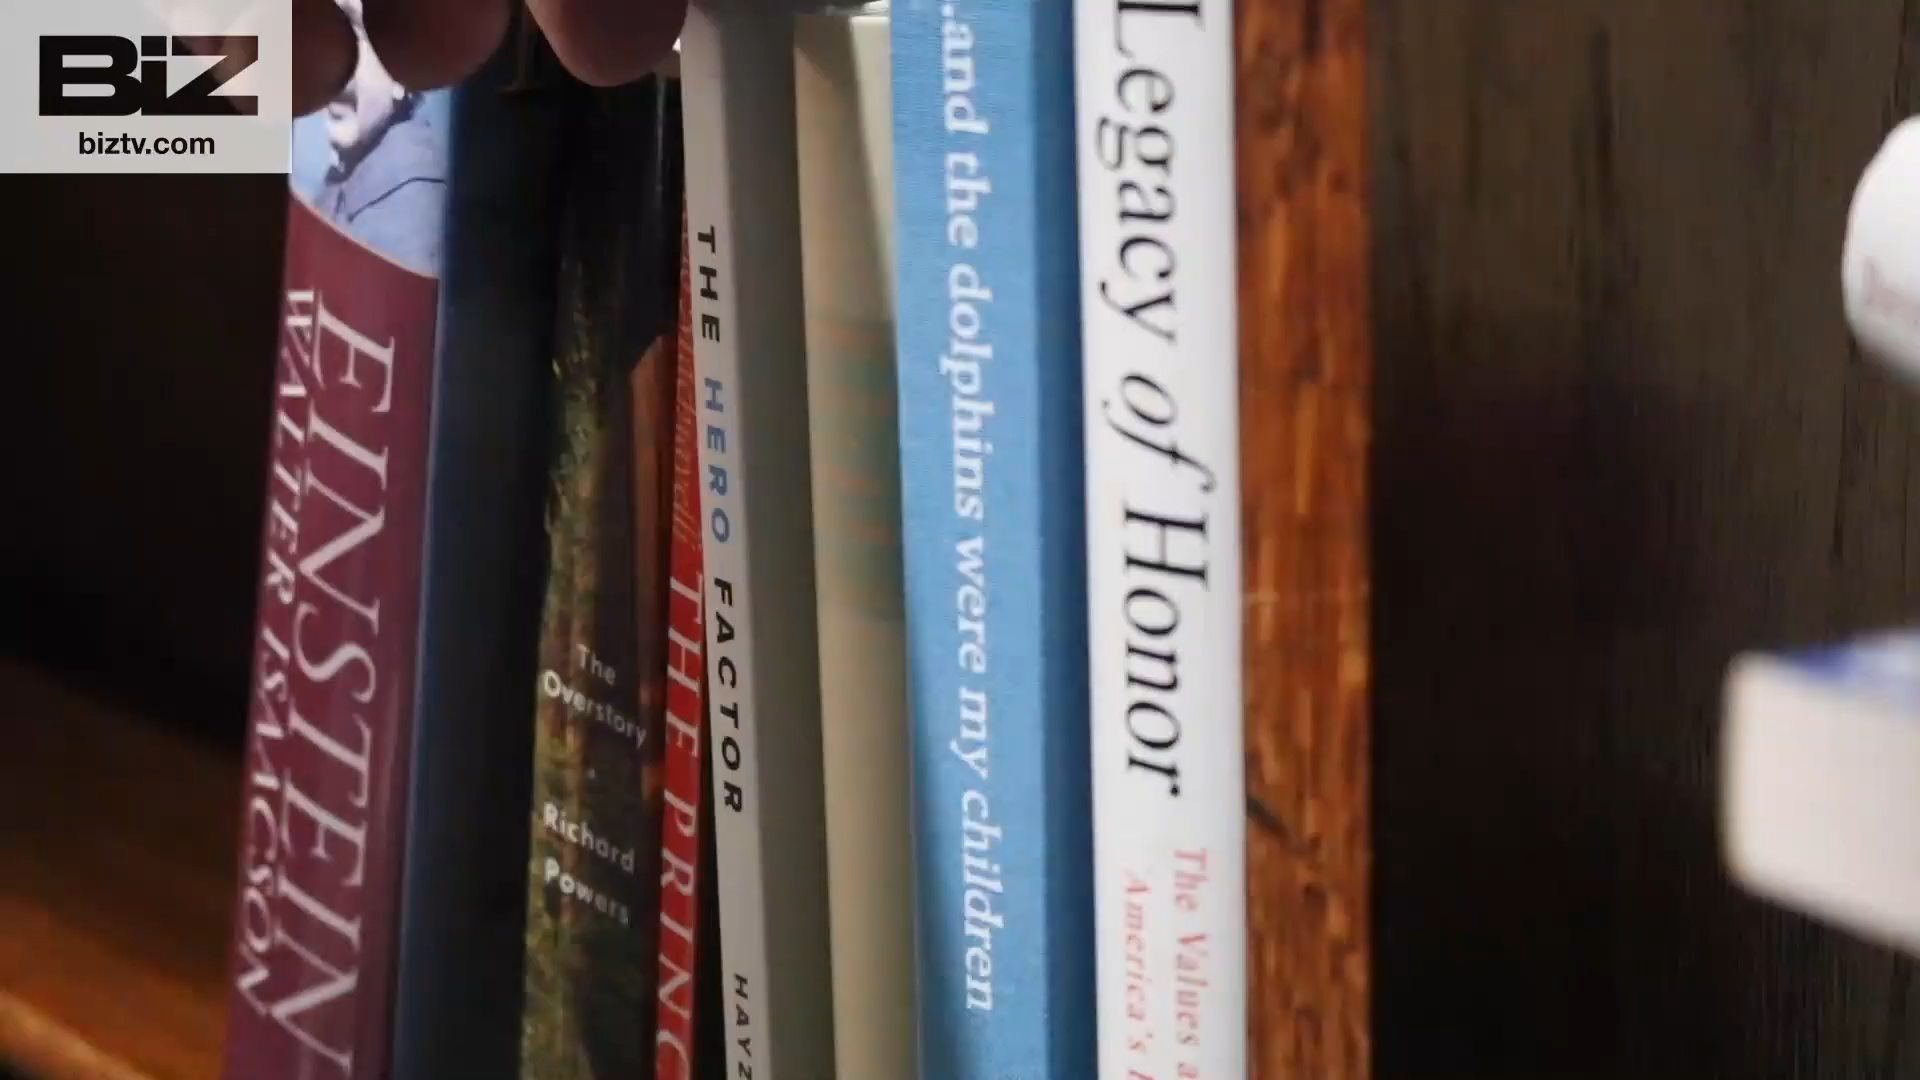 BiZ
biztv.com
EINSTEIN
WALTER ISAACSON
The
Overstory
Richard
Powers
THE PRINC
THE HERO FACTOR
HAYZ
...and the dolphins were my children
Legacy of Honor
The Values a
America's